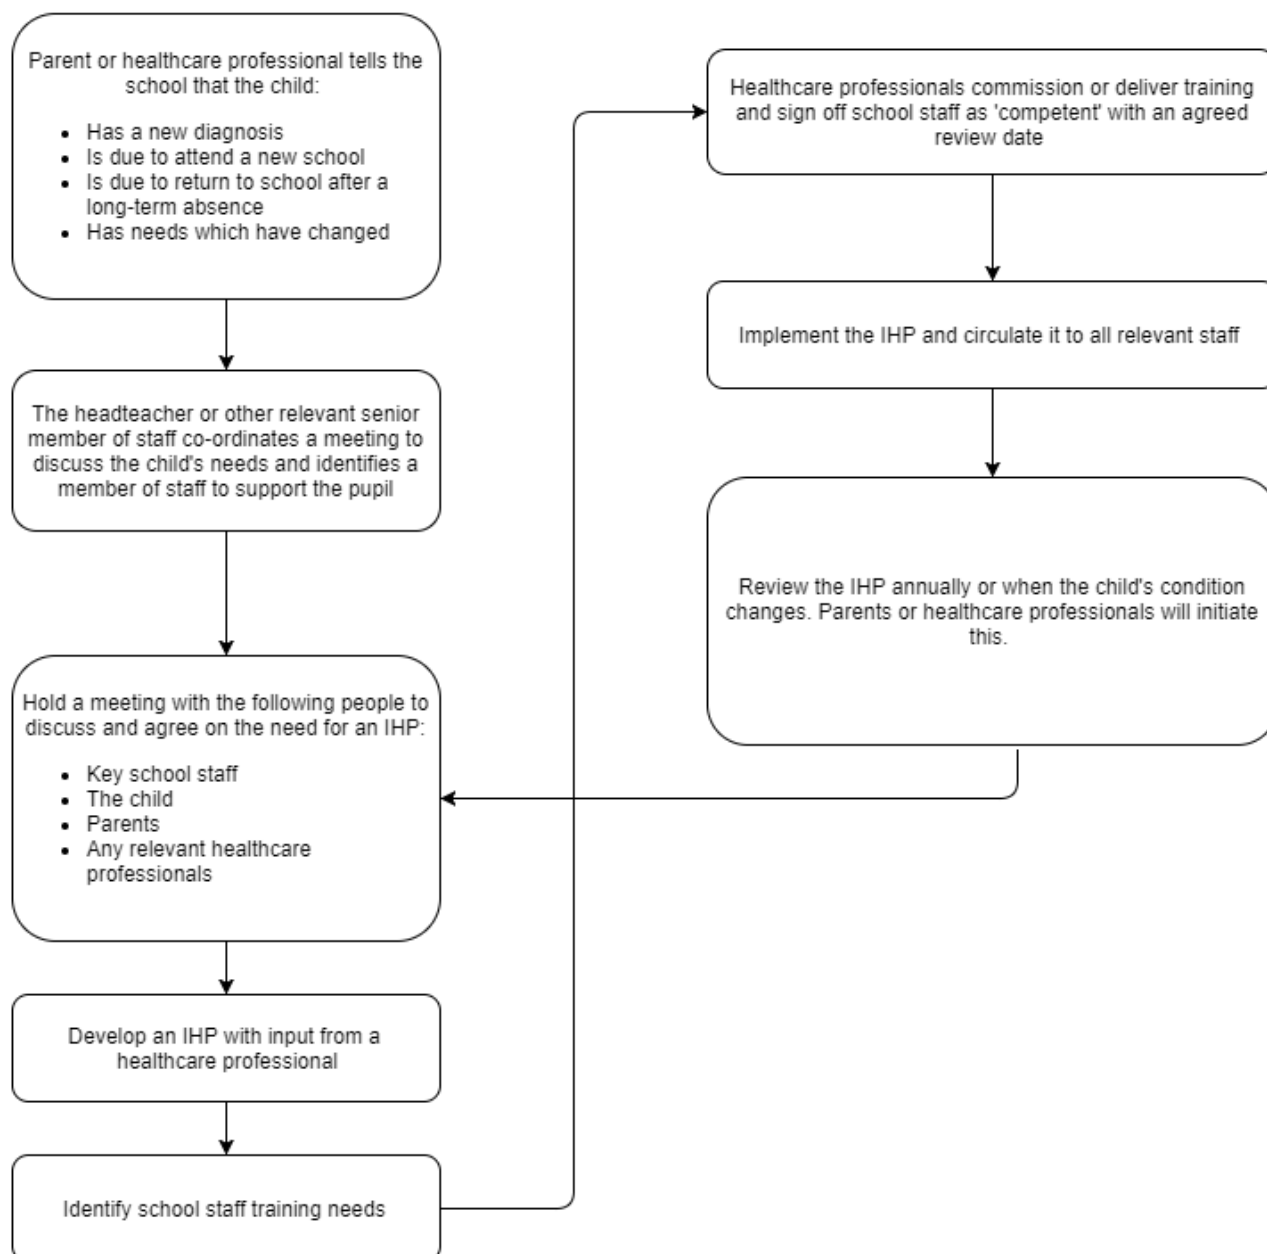 Parent or healthcare professional tells the
school that the child:
• Has a new diagnosis
• Is due to attend a new school
• Is due to return to school after a
long-term absence
• Has needs which have changed
The headteacher or other relevant senior
member of staff co-ordinates a meeting to
discuss the child's needs and identifies a
member of staff to support the pupil
Hold a meeting with the following people to
discuss and agree on the need for an IHP:
• Key school staff
• The child
• Parents
• Any relevant healthcare
professionals
Develop an IHP with input from a
healthcare professional
Identify school staff training needs
Healthcare professionals commission or deliver training
and sign off school staff as 'competent' with an agreed
review date
Implement the IHP and circulate it to all relevant staff
Review the IHP annually or when the child's condition
changes. Parents or healthcare professionals will initiate
this.